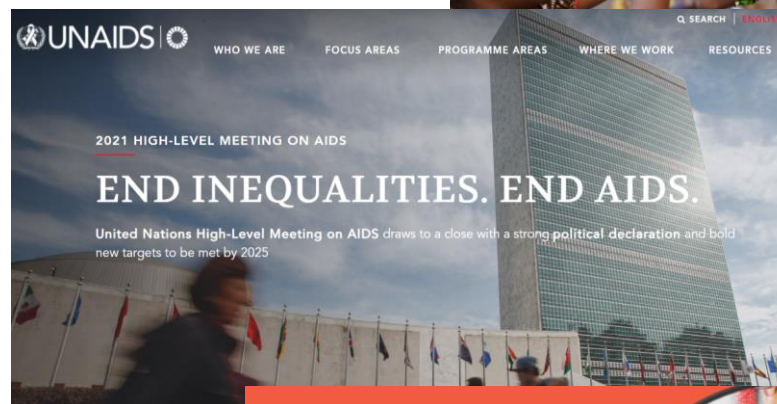 SEARCH | ENGLIS
UNAIDS
WHO WE ARE FOCUS AREAS PROGRAMME AREAS WHERE WE WORK RESOURCES
2021 HIGH-LEVEL MEETING ON AIDS
END INEQUALITIES. END AIDS.
United Nations High-Level Meeting on AIDS draws to a close with a strong political declaration and bold
new targets to be met by 2025